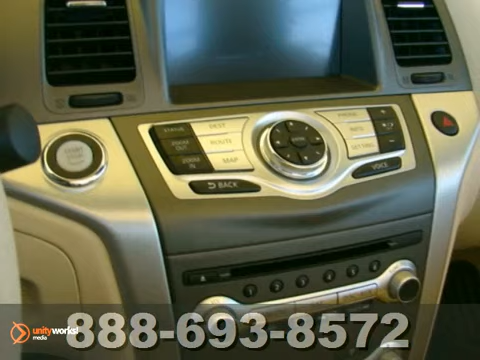 STATUS
DEST
PHONE
ZOOM OUT
ROUTE
INFO
ZOOM IN
MAP
SETTING
BACK
VOICE
START
STOP
unityworks!
media
888-693-8572